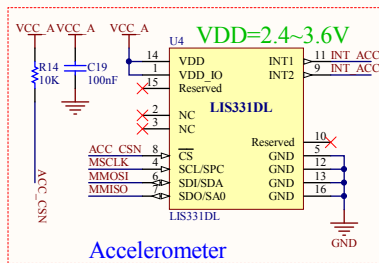 VCC_A VCC_A VCC_A
U4
VDD=2.4~3.6V
R14
10K
C19
100nF
14 VDD
1 VDD_IO
15 Reserved
INT1 11 INT_ACC
INT2 9 INT_ACC
LIS331DL
2 NC
3 NC
Reserved 10
ACC_CSN 8 CS
MSCLK 4 SCL/SPC
MMOSI 6 SDI/SDA
MMISO 7 SDO/SA0
GND 5
GND 12
GND 13
GND 16
ACC_CSN
LIS331DL
GND
Accelerometer